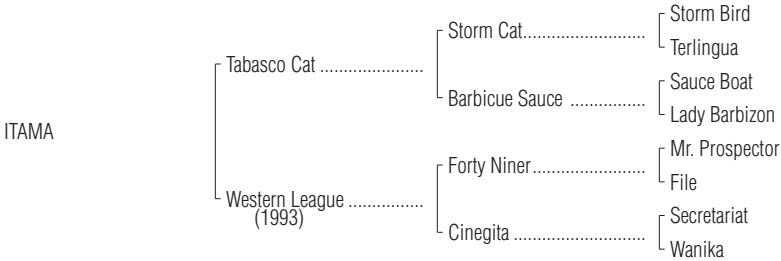 Storm Bird
Storm Cat..........................
Terlingua
Tabasco Cat ......................
Sauce Boat
Barbicue Sauce ................
Lady Barbizon
ITAMA
Mr. Prospector
Forty Niner........................
File
Western League ................
(1993)
Secretariat
Cinegita ............................
Wanika